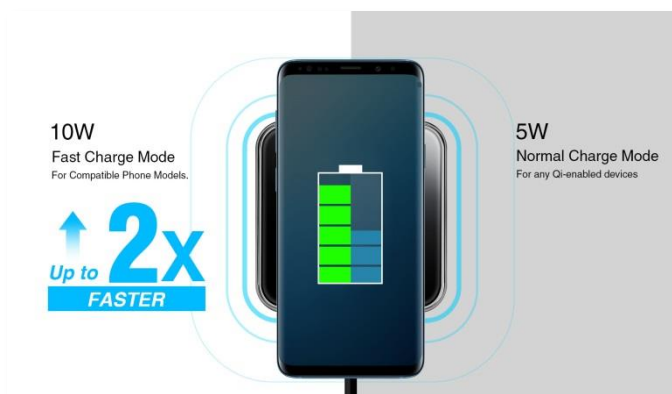 10W
Fast Charge Mode
For Compatible Phone Models.
Up to 2x
FASTER
5W
Normal Charge Mode
For any Qi-enabled devices